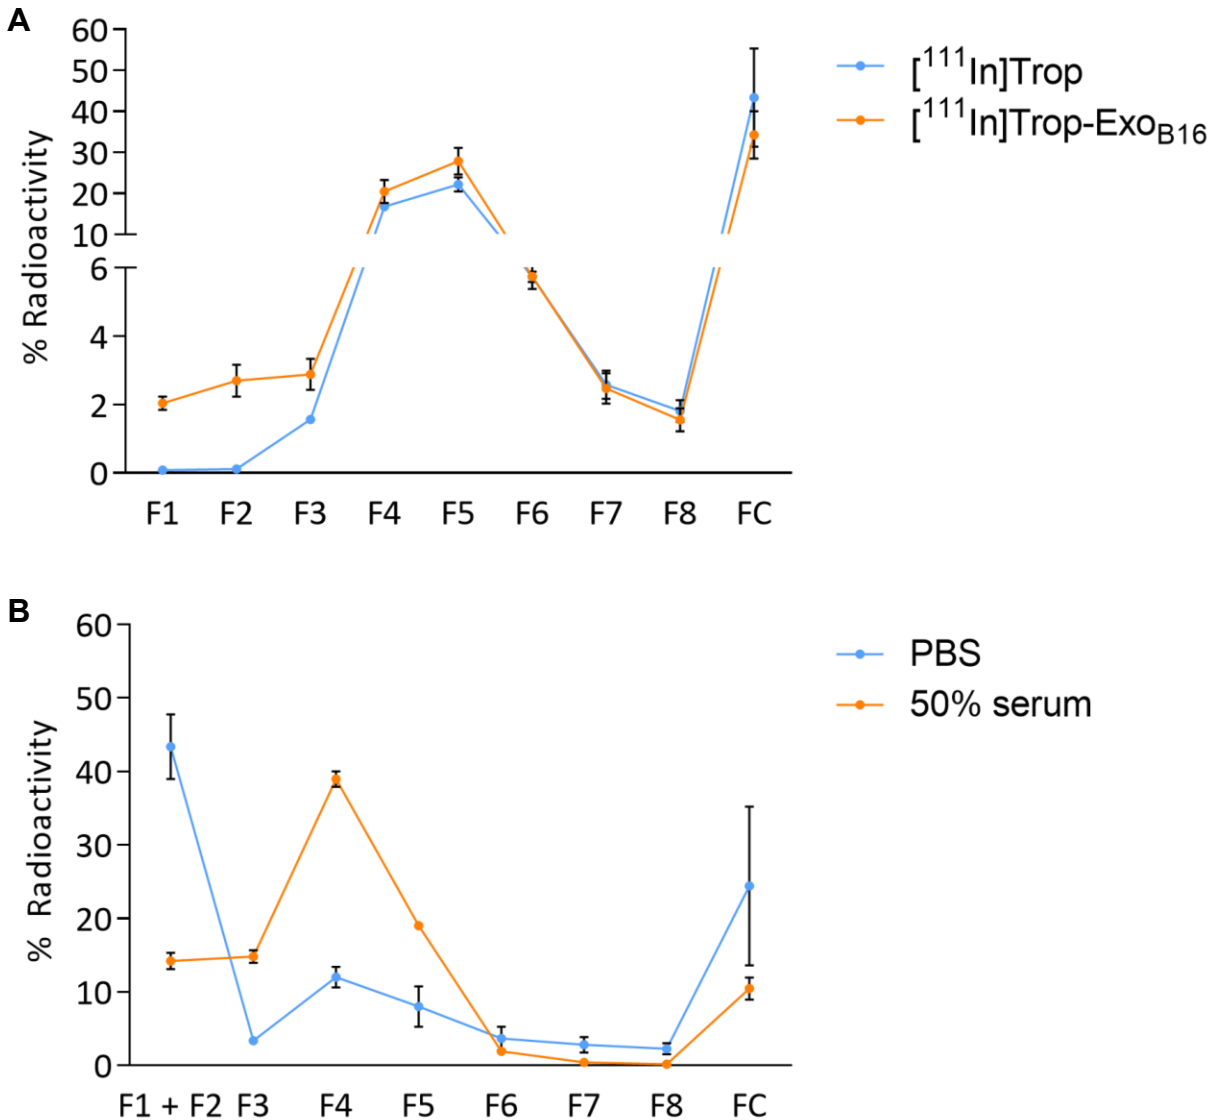 A
% Radioactivity
60
50
40
30
20
10
6
4
2
0
F1 F2 F3 F4 F5 F6 F7 F8 FC
[¹¹¹In]Trop
[¹¹¹In]Trop-Exo_B16
B
% Radioactivity
60
50
40
30
20
10
0
F1 + F2 F3 F4 F5 F6 F7 F8 FC
PBS
50% serum